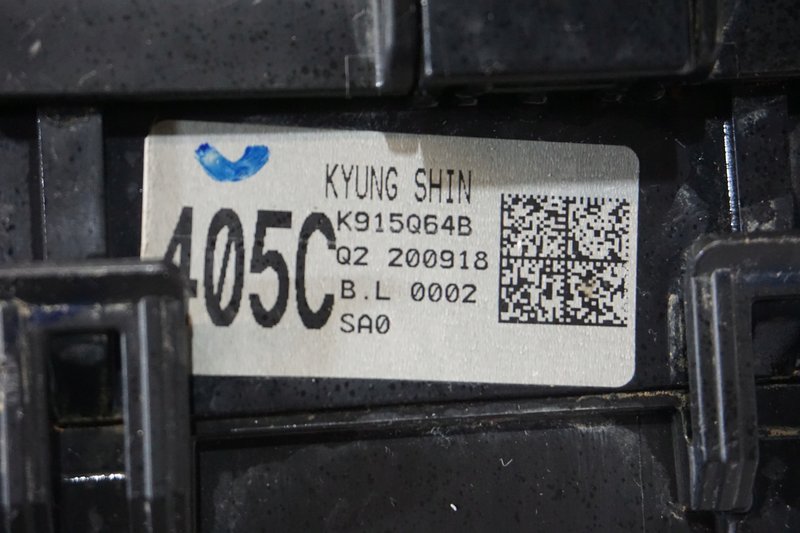 KYUNG SHIN
405C
K915Q64B
Q2 200918
B.L 0002
SA0